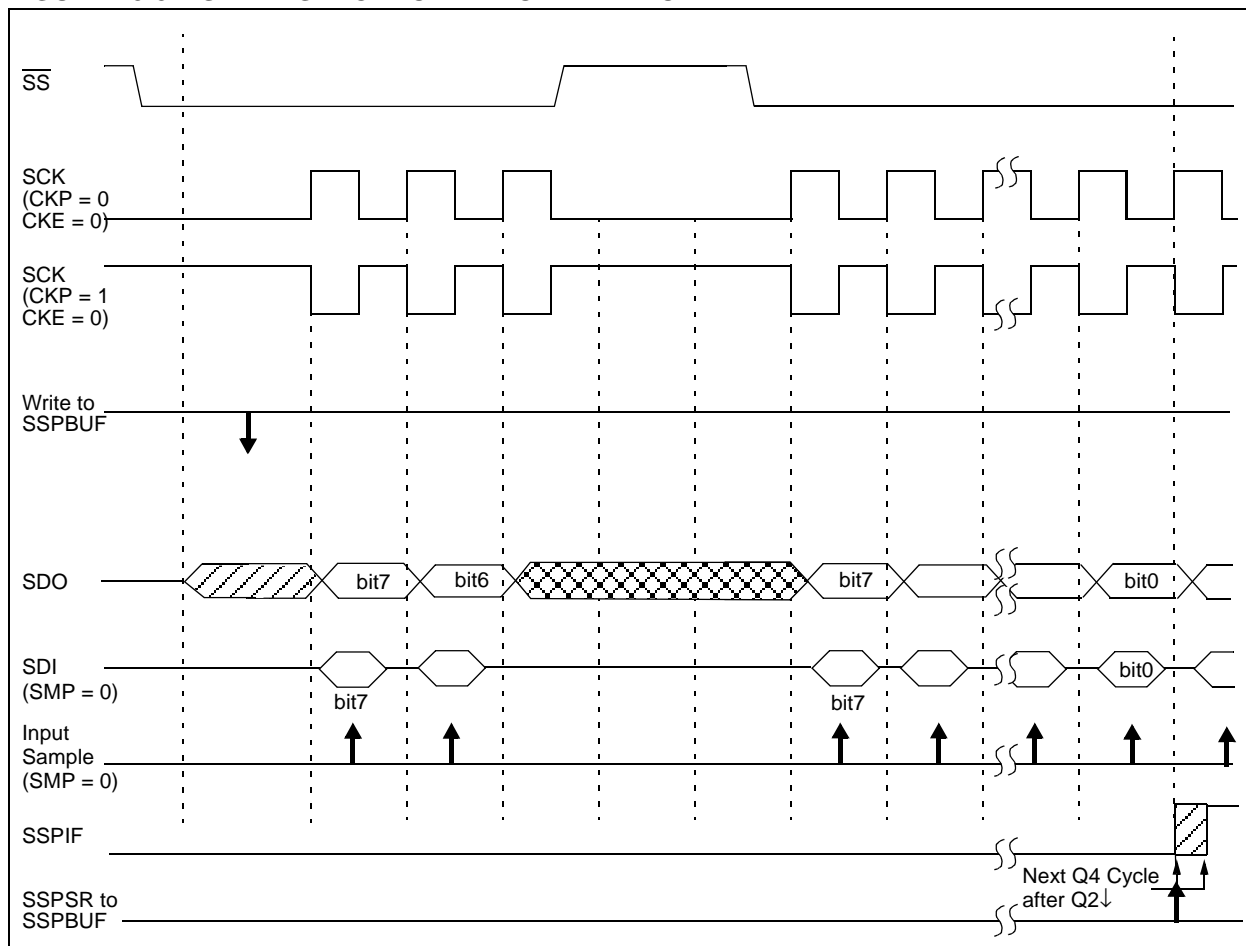 SS
SCK
(CKP = 0
CKE = 0)
SCK
(CKP = 1
CKE = 0)
Write to
SSPBUF
SDO
bit7
bit6
bit7
bit0
SDI
(SMP = 0)
bit7
bit7
bit0
Input
Sample
(SMP = 0)
SSPIF
Next Q4 Cycle
after Q2↓
SSPSR to
SSPBUF